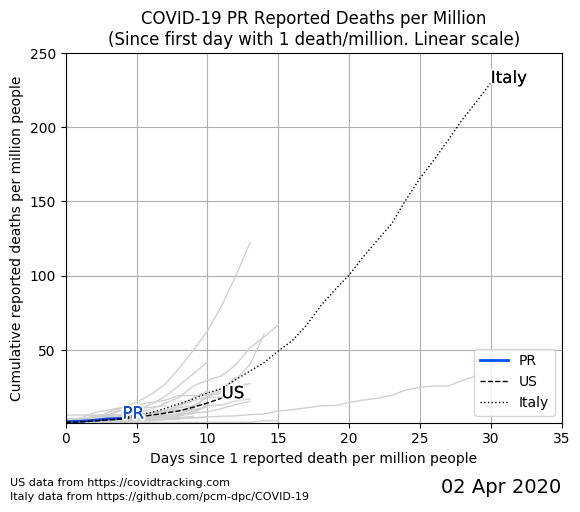 COVID-19 PR Reported Deaths per Million
(Since first day with 1 death/million. Linear scale)
Cumulative reported deaths per million people
250
200
150
100
50
Italy
US
PR
PR
US
Italy
0
5
10
15
20
25
30
35
Days since 1 reported death per million people
US data from https://covidtracking.com
Italy data from https://github.com/pcm-dpc/COVID-19
02 Apr 2020